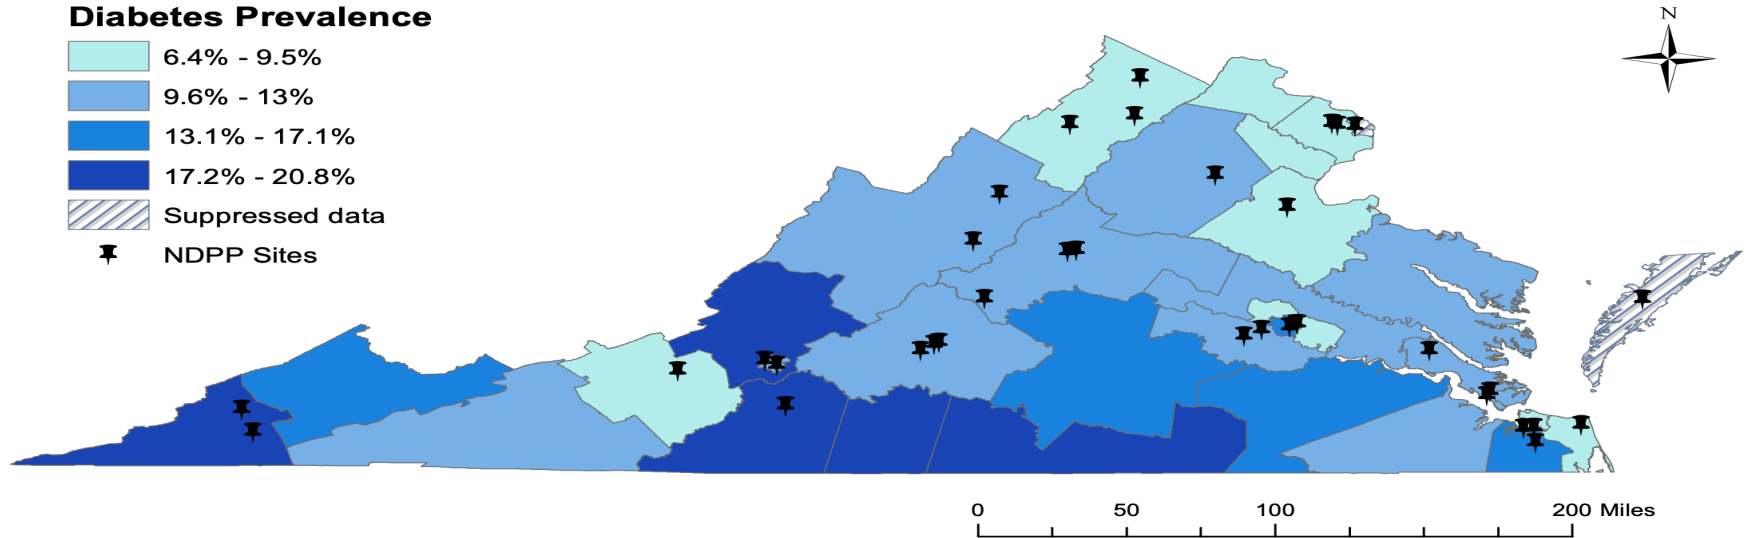 Diabetes Prevalence
6.4% - 9.5%
9.6% - 13%
13.1% - 17.1%
17.2% - 20.8%
Suppressed data
NDPP Sites
N
0 50 100 200 Miles